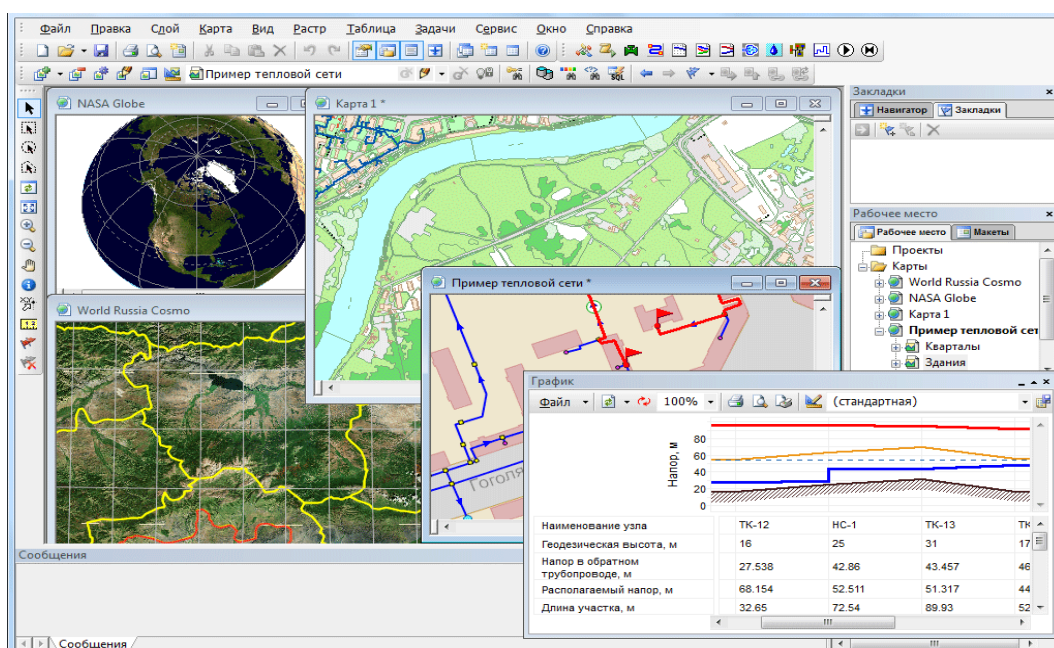 Файл Правка Слой Карта Вид Растр Таблица Задачи Сервис Окно Справка
Пример тепловой сети
NASA Globe
Карта 1 *
World Russia Cosmo
Пример тепловой сети *
Гоголя
Закладки
Навигатор Закладки
Рабочее место
Рабочее место Макеты
Проекты
Карты
World Russia Cosmo
NASA Globe
Карта 1
Пример тепловой сет
Кварталы
Здания
График
Файл 100% (стандартная)
Напор, м
80
60
40
20
0
Наименование узла ТК-12 НС-1 ТК-13 ТК
Геодезическая высота, м 16 25 31 17
Напор в обратном
трубопроводе, м 27.538 42.86 43.457 46
Располагаемый напор, м 68.154 52.511 51.317 44
Длина участка, м 32.65 72.54 89.93 52
Сообщения
Сообщения